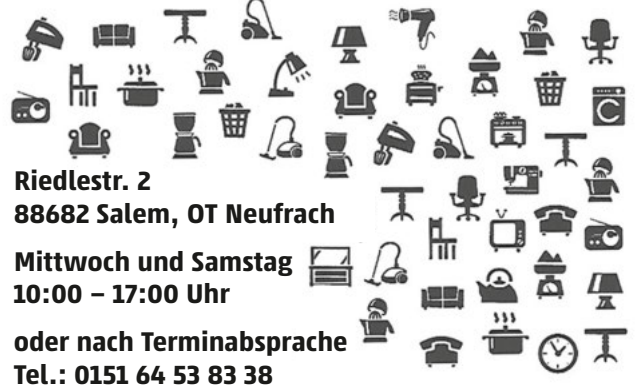 Riedlestr. 2
88682 Salem, OT Neufrach
Mittwoch und Samstag
10:00 – 17:00 Uhr
oder nach Terminabsprache
Tel.: 0151 64 53 83 38